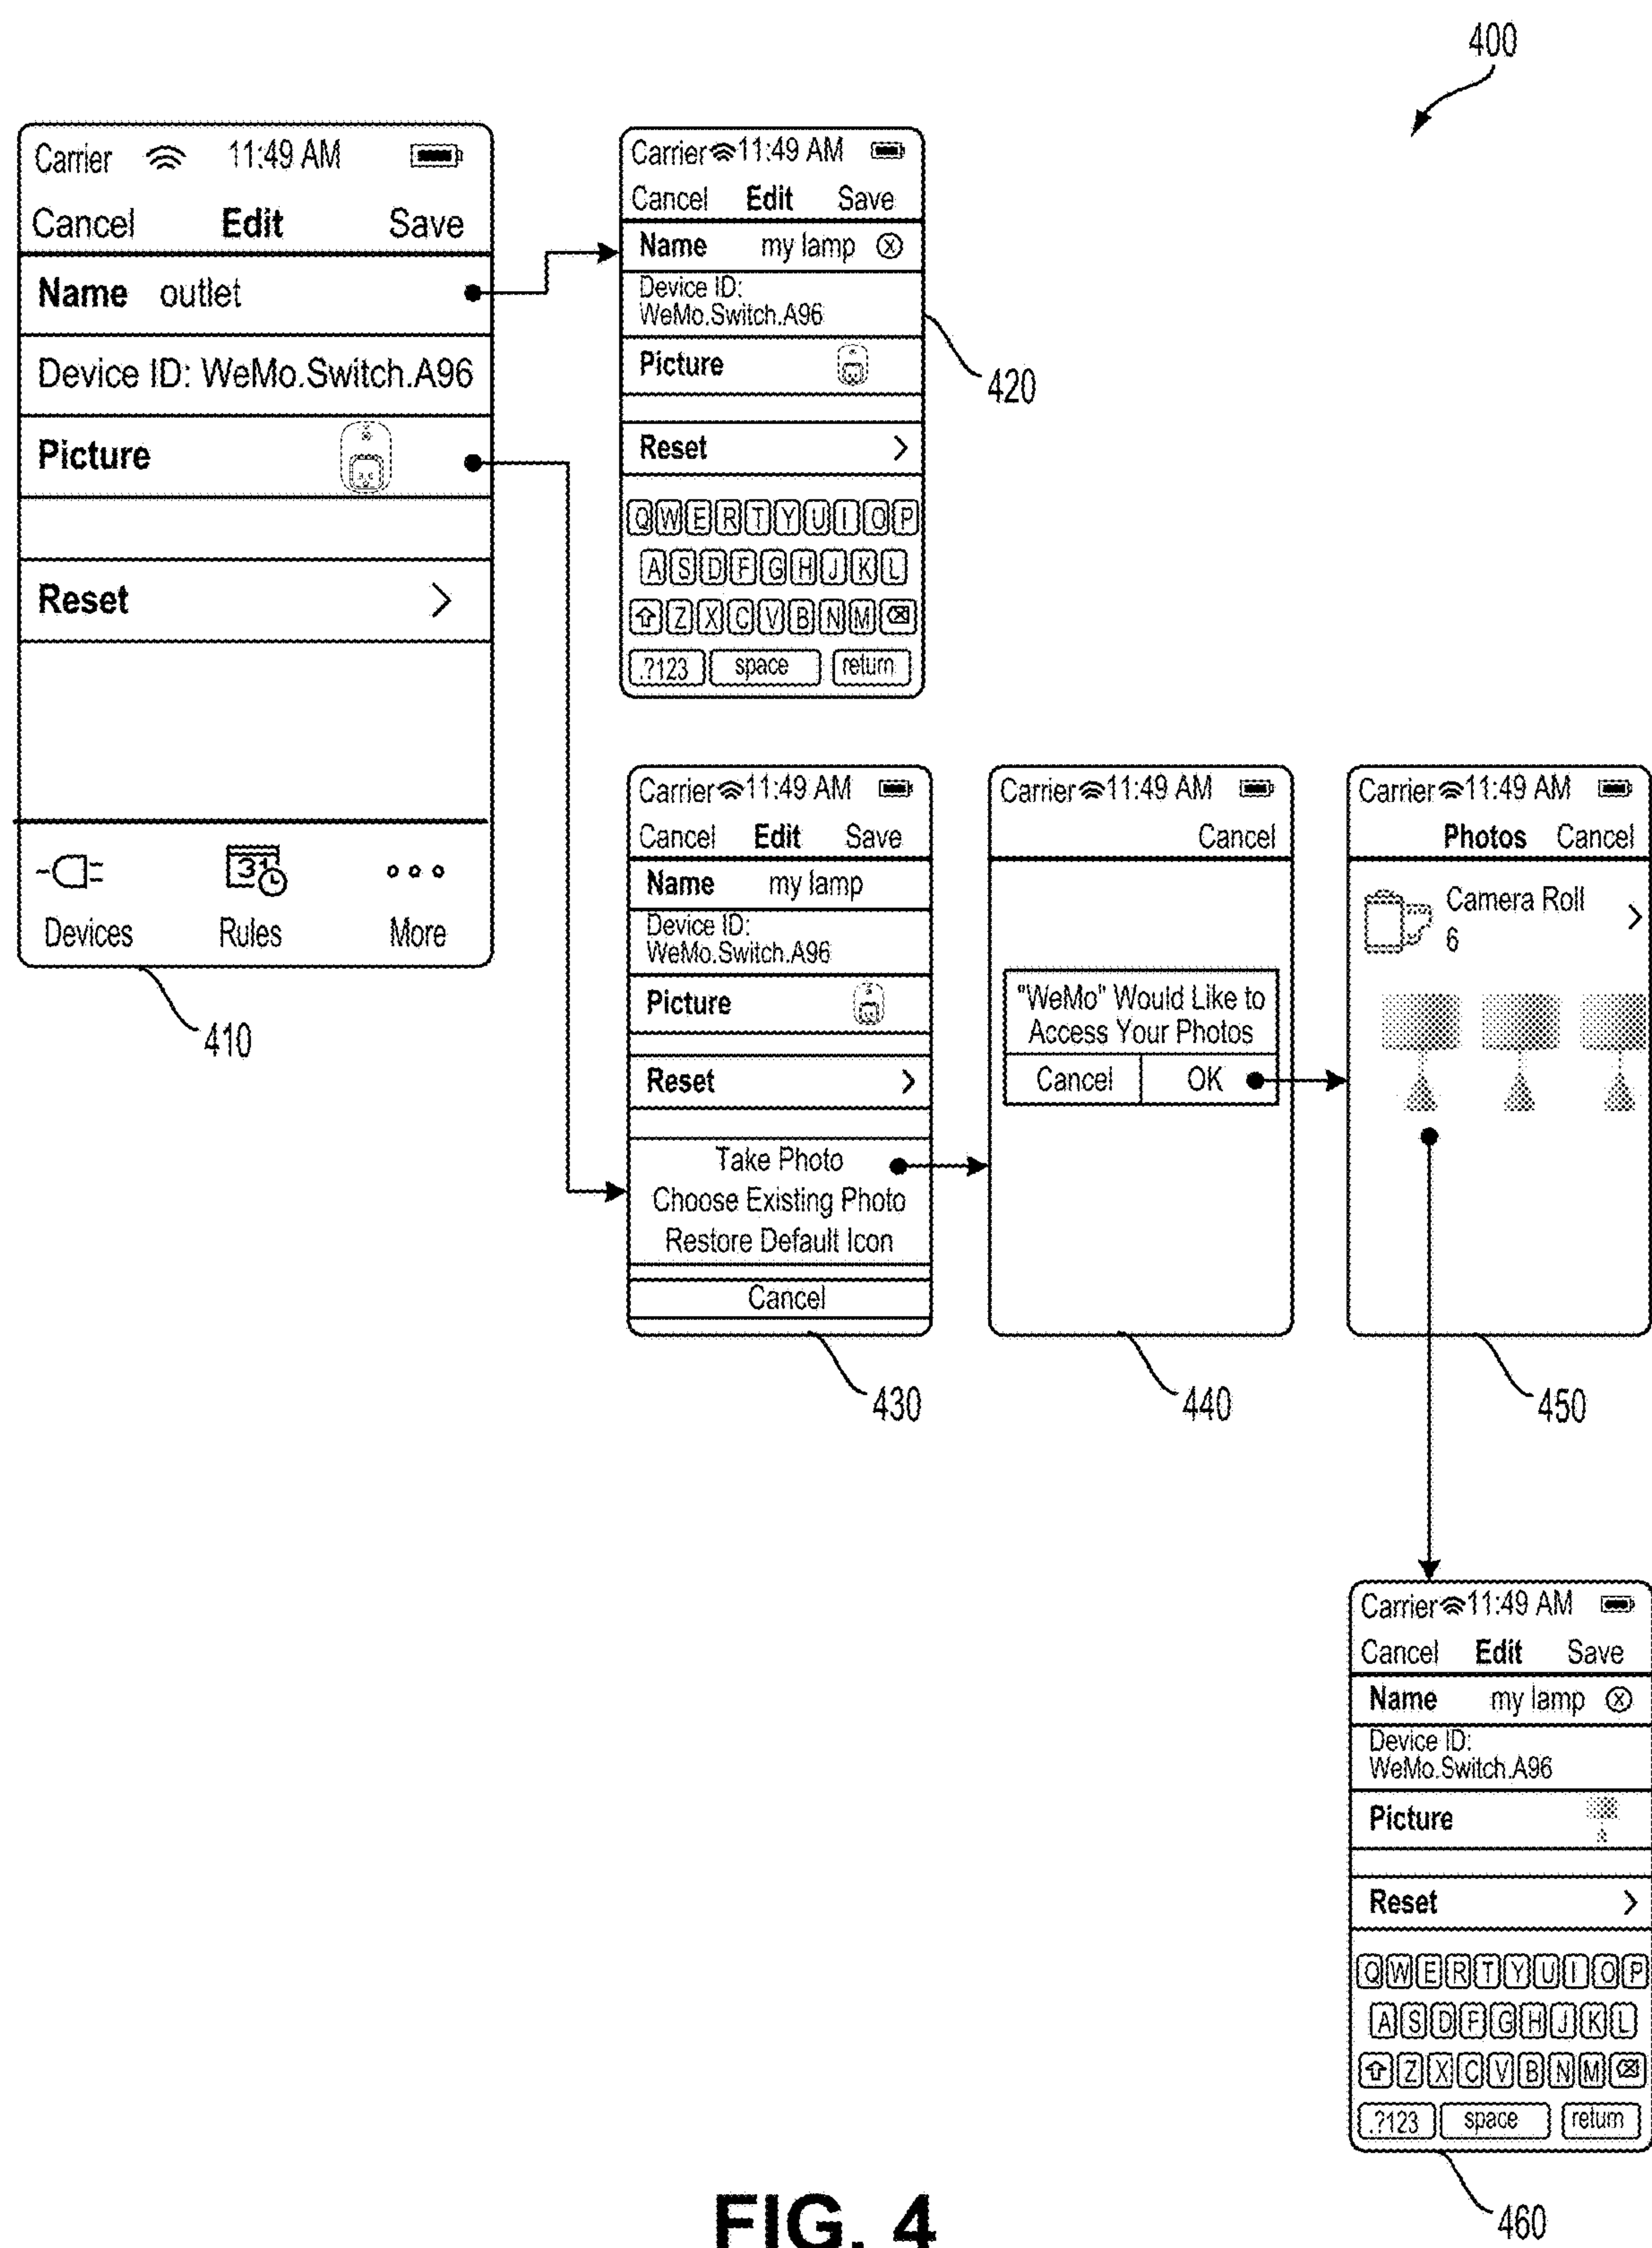 400
Carrier 11:49 AM
Cancel Edit Save
Name outlet
Device ID: WeMo.Switch.A96
Picture
Reset >
31
Devices Rules More
410
Carrier 11:49 AM
Cancel Edit Save
Name my lamp
Device ID:
WeMo.Switch.A96
Picture
Reset >
Q W E R T Y U I O P
A S D F G H J K L
Z X C V B N M
.?123 space return
420
Carrier 11:49 AM
Cancel Edit Save
Name my lamp
Device ID:
WeMo.Switch.A96
Picture
Reset >
Take Photo
Choose Existing Photo
Restore Default Icon
Cancel
430
Carrier 11:49 AM
Cancel
"WeMo" Would Like to
Access Your Photos
Cancel OK
440
Carrier 11:49 AM
Photos Cancel
Camera Roll >
6
450
Carrier 11:49 AM
Cancel Edit Save
Name my lamp
Device ID:
WeMo.Switch.A96
Picture
Reset >
Q W E R T Y U I O P
A S D F G H J K L
Z X C V B N M
.?123 space return
460
FIG. 4